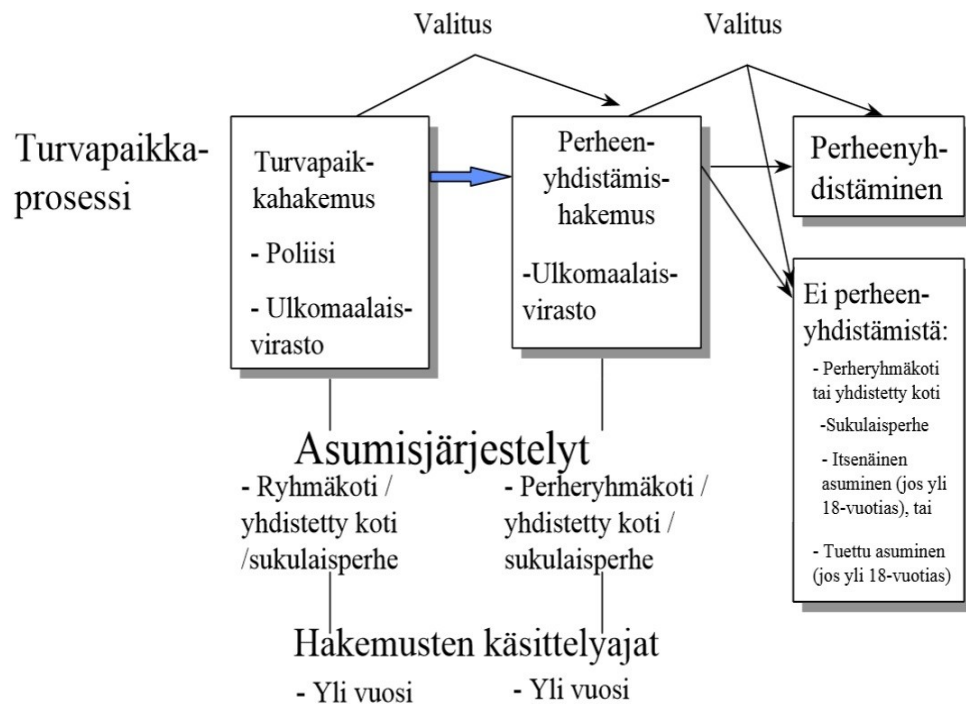 Valitus
Valitus
Turvapaikka-
prosessi
Turvapaik-
kahakemus
- Poliisi
- Ulkomaalais-
virasto
Perheen-
yhdistämis-
hakemus
-Ulkomaalais-
virasto
Perheenyh-
distäminen
Ei perheen-
yhdistämistä:
- Perheryhmäkoti
tai yhdistetty koti
-Sukulaisperhe
- Itsenäinen
asuminen (jos yli
18-vuotias), tai
- Tuettu asuminen
(jos yli 18-vuotias)
Asumisjärjestelyt
- Ryhmäkoti /
yhdistetty koti
/sukulaisperhe
- Perheryhmäkoti /
yhdistetty koti /
sukulaisperhe
Hakemusten käsittelyajat
- Yli vuosi
- Yli vuosi